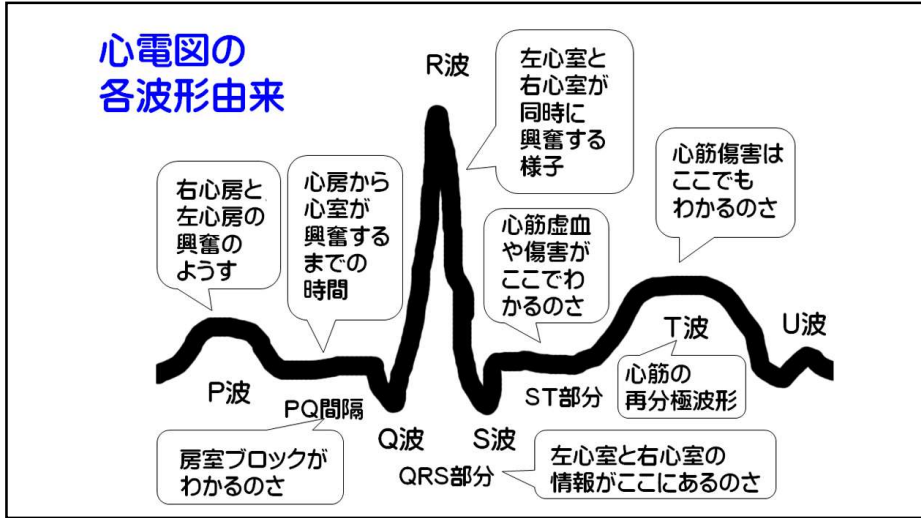 心電図の
各波形由来
R波
左心室と
右心室が
同時に
興奮する
様子
心筋傷害は
ここでも
わかるのさ
右心房と
左心房の
興奮の
ようす
心房から
心室が
興奮する
までの
時間
心筋虚血
や傷害が
ここでわ
かるのさ
T波
U波
P波
PQ間隔
ST部分
心筋の
再分極波形
Q波
S波
房室ブロックが
わかるのさ
QRS部分
左心室と右心室の
情報がここにあるのさ